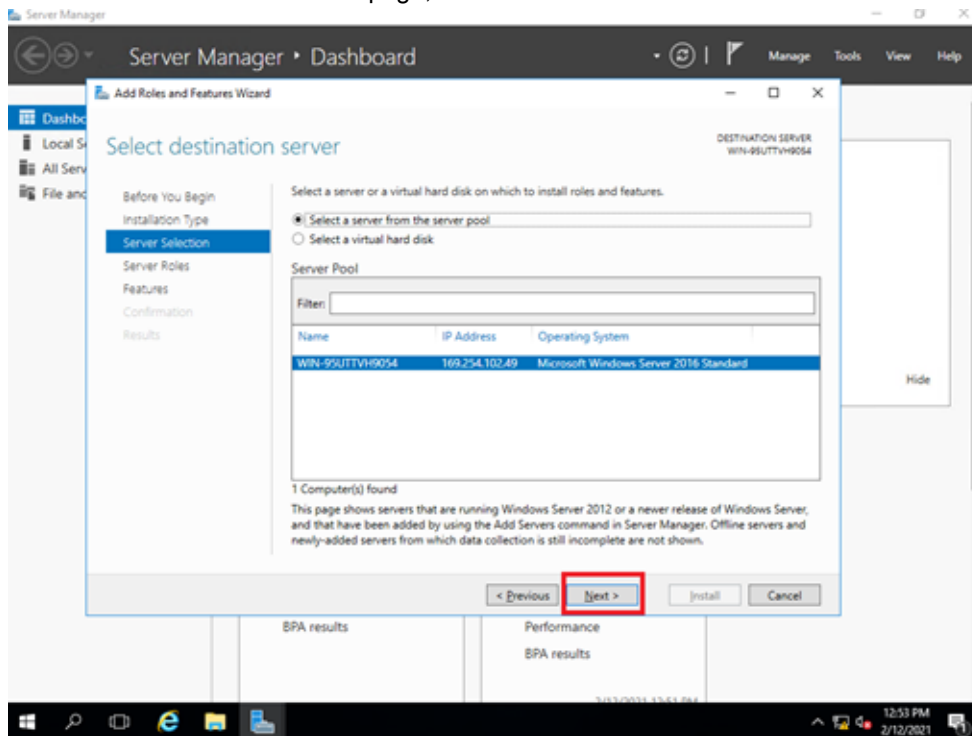 Server Manager
Server Manager • Dashboard
Manage Tools View Help
Add Roles and Features Wizard
Dashbo
Local S
All Serv
File and
Select destination server
DESTINATION SERVER
WIN-95UTTVH9054
Before You Begin
Installation Type
Server Selection
Server Roles
Features
Confirmation
Results
Select a server or a virtual hard disk on which to install roles and features.
Select a server from the server pool
Select a virtual hard disk
Server Pool
Filter:
Name IP Address Operating System
WIN-95UTTVH9054 169.254.102.49 Microsoft Windows Server 2016 Standard
1 Computer(s) found
This page shows servers that are running Windows Server 2012 or a newer release of Windows Server,
and that have been added by using the Add Servers command in Server Manager. Offline servers and
newly-added servers from which data collection is still incomplete are not shown.
Hide
< Previous Next > Install Cancel
BPA results
Performance
BPA results
2/12/2021 12:51 PM
12:53 PM
2/12/2021